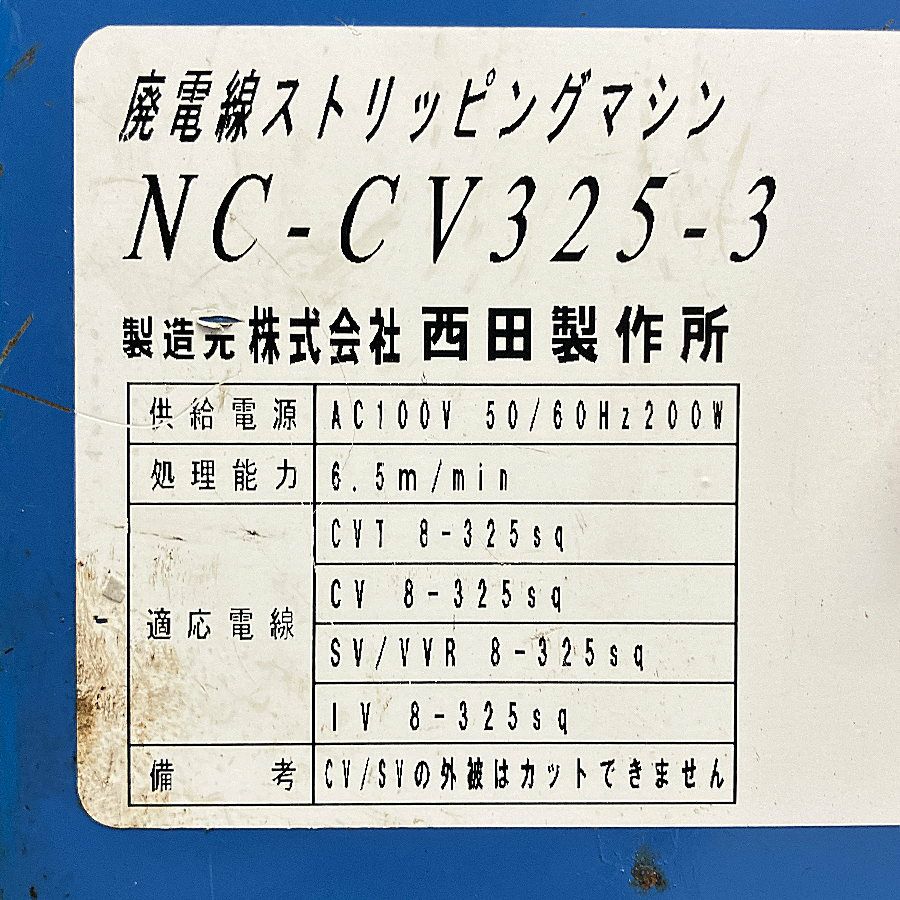 廃電線ストリッピングマシン
NC-CV325-3
製造元 株式会社 西田製作所
供給電源 AC100V 50/60Hz200W
処理能力 6.5m/min
適応電線 CVT 8-325sq
CV 8-325sq
SV/VVR 8-325sq
IV 8-325sq
備考 CV/SVの外被はカットできません